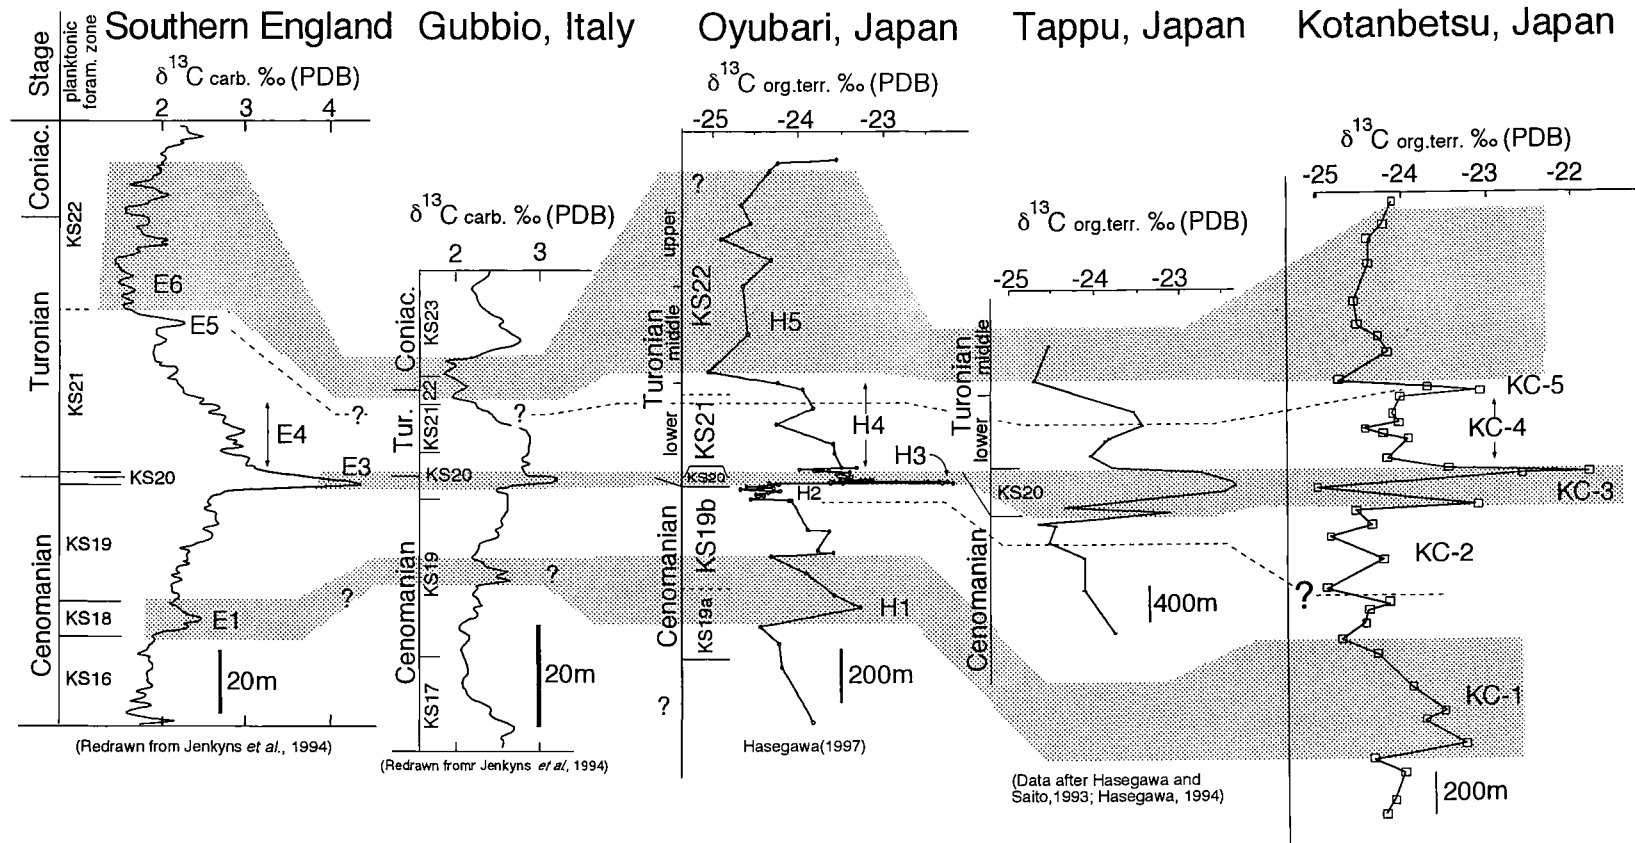 Southern England
Gubbio, Italy
Oyubari, Japan
Tappu, Japan
Kotanbetsu, Japan
Stage
planktonic
foram. zone
δ13C carb. ‰ (PDB)
2 3 4
Coniac.
Turonian
Cenomanian
KS22
KS21
KS20
KS19
KS18
KS16
E6
E5
E4
E3
E1
?
?
20m
(Redrawn from Jenkyns et al., 1994)
δ13C carb. ‰ (PDB)
2 3
Coniac.
Tur.
Cenomanian
KS23
22
KS21
KS20
KS19
KS17
?
?
20m
(Redrawn fromr Jenkyns et al, 1994)
δ13C org.terr. ‰ (PDB)
-25 -24 -23
upper
middle
lower
Turonian
Cenomanian
?
KS22
KS21
KS20
KS19b
KS19a
?
H5
H4
H3
H2
H1
200m
Hasegawa(1997)
δ13C org.terr. ‰ (PDB)
-25 -24 -23
middle
lower
Turonian
Cenomanian
KS20
400m
(Data after Hasegawa and
Saito,1993; Hasegawa, 1994)
δ13C org.terr. ‰ (PDB)
-25 -24 -23 -22
KC-5
KC-4
KC-3
KC-2
?
KC-1
200m